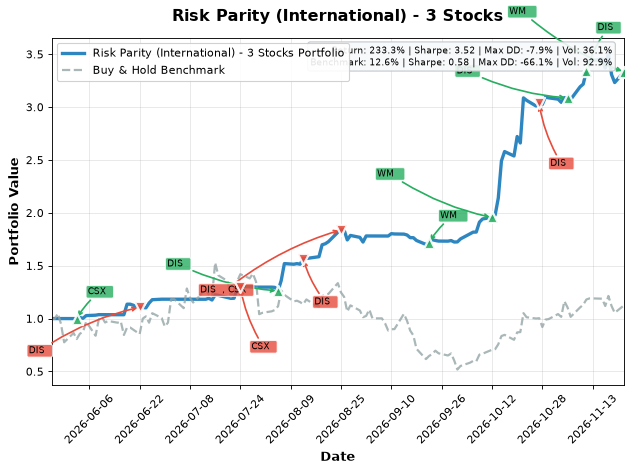 Risk Parity (International) - 3 Stocks
WM
DIS
Risk Parity (International) - 3 Stocks Portfolio
Buy & Hold Benchmark
urn: 233.3% | Sharpe: 3.52 | Max DD: -7.9% | Vol: 36.1%
ark: 12.6% | Sharpe: 0.58 | Max DD: -66.1% | Vol: 92.9%
DIS
DIS
WM
WM
DIS
CSX
DIS , CSX
DIS
CSX
DIS
Portfolio Value
3.5
3.0
2.5
2.0
1.5
1.0
0.5
2026-06-06
2026-06-22
2026-07-08
2026-07-24
2026-08-09
2026-08-25
2026-09-10
2026-09-26
2026-10-12
2026-10-28
2026-11-13
Date